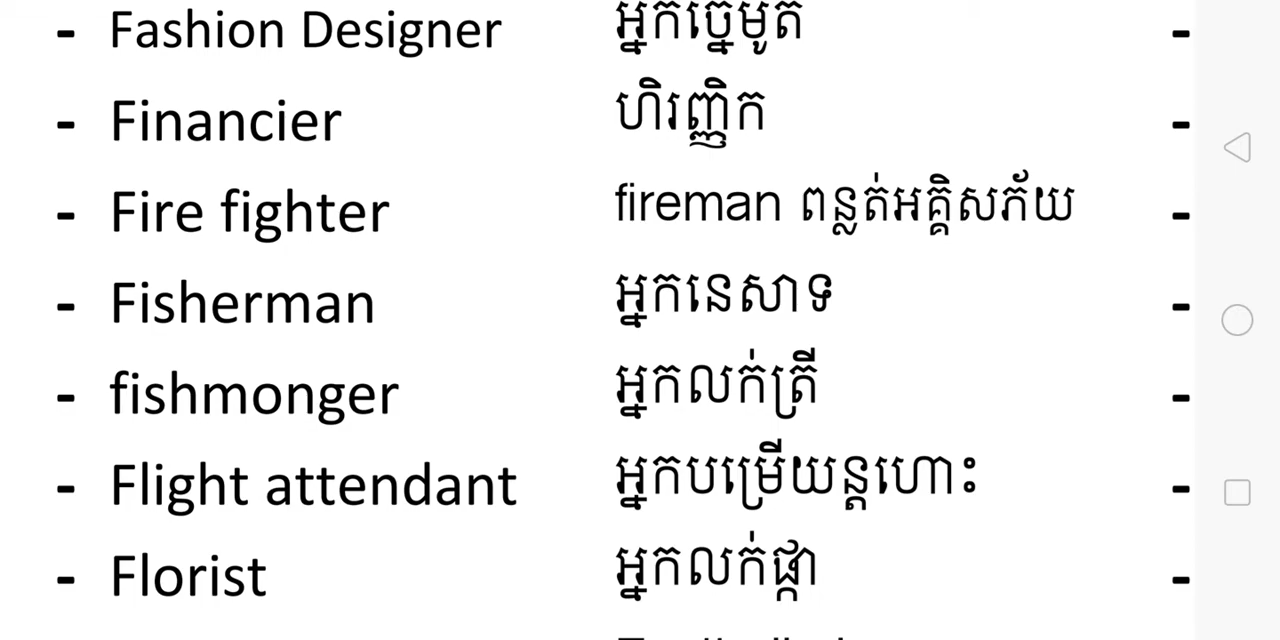 - Fashion Designer អ្នកច្នៃម៉ូត -
- Financier ហិរញ្ញិក -
- Fire fighter fireman ពន្លត់អគ្គិសភ័យ -
- Fisherman អ្នកនេសាទ -
- fishmonger អ្នកលក់ត្រី -
- Flight attendant អ្នកបម្រើយន្តហោះ -
- Florist អ្នកលក់ផ្កា -